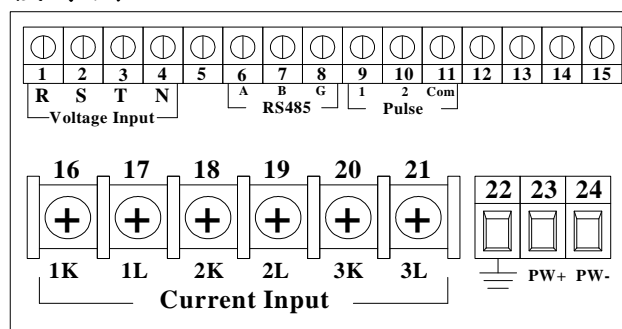 1 2 3 4 5 6 7 8 9 10 11 12 13 14 15
R S T N A B G 1 2 Com
Voltage Input RS485 Pulse
16 17 18 19 20 21 22 23 24
1K 1L 2K 2L 3K 3L PW+ PW-
Current Input